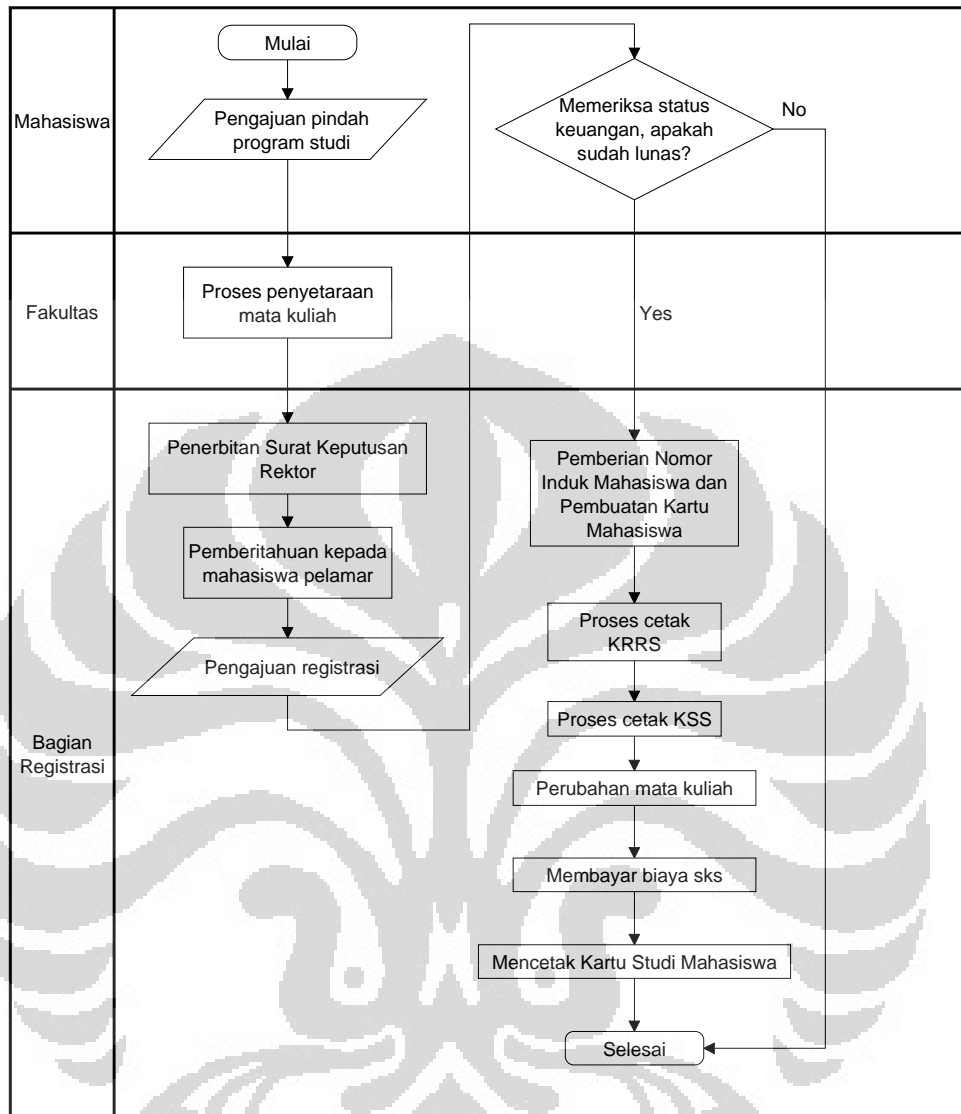 Mahasiswa
Mulai
Pengajuan pindah
program studi
Memeriksa status
keuangan, apakah
sudah lunas?
No
Fakultas
Proses penyetaraan
mata kuliah
Yes
Bagian
Registrasi
Penerbitan Surat Keputusan
Rektor
Pemberitahuan kepada
mahasiswa pelamar
Pengajuan registrasi
Pemberian Nomor
Induk Mahasiswa dan
Pembuatan Kartu
Mahasiswa
Proses cetak
KRRS
Proses cetak KSS
Perubahan mata kuliah
Membayar biaya sks
Mencetak Kartu Studi Mahasiswa
Selesai